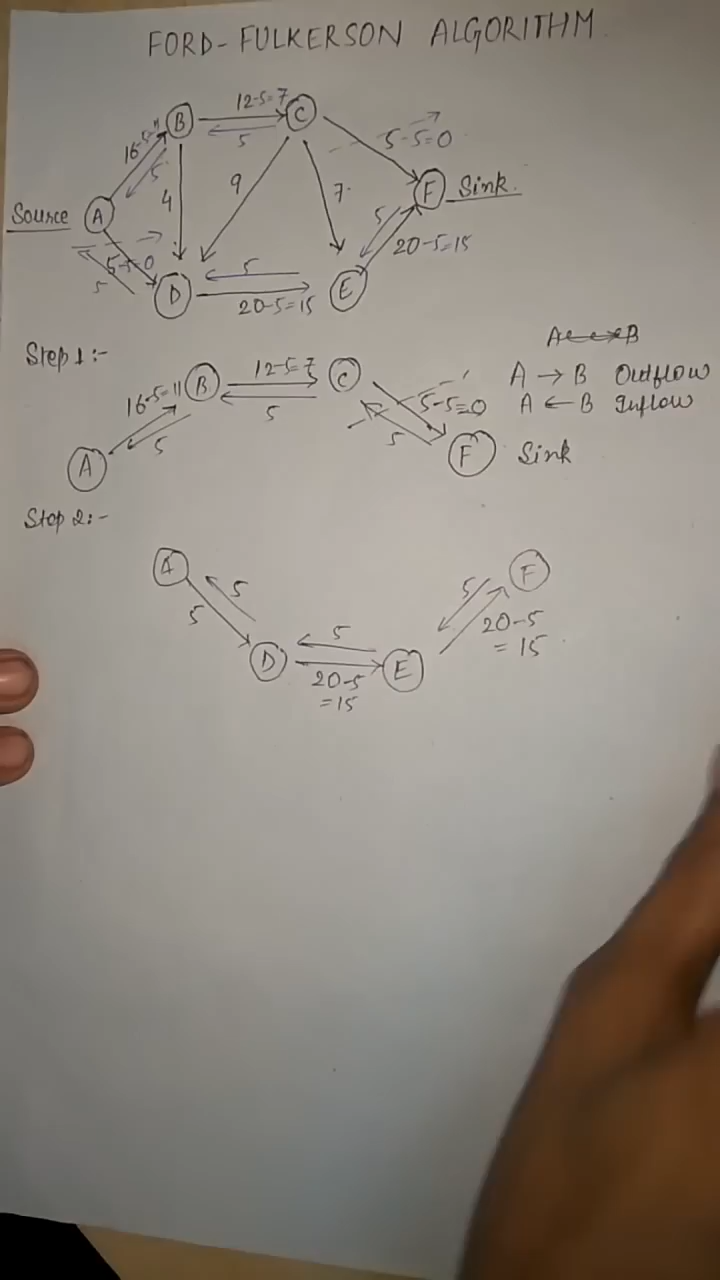 FORD-FULKERSON ALGORITHM
12-5=7
B
C
16-5=11
5
5
5-5=0
9
4
7
F Sink
Source A
5
20-5=15
5-5=0
5
5
D
E
20-5=15
A B
Step 1:-
12-5=7
B
C
A → B Outflow
16-5=11
5-5=0
A ← B Inflow
5
5
5
A
F Sink
Step 2:-
A
F
5
5
5
20-5
=15
5
D
E
20-5
=15